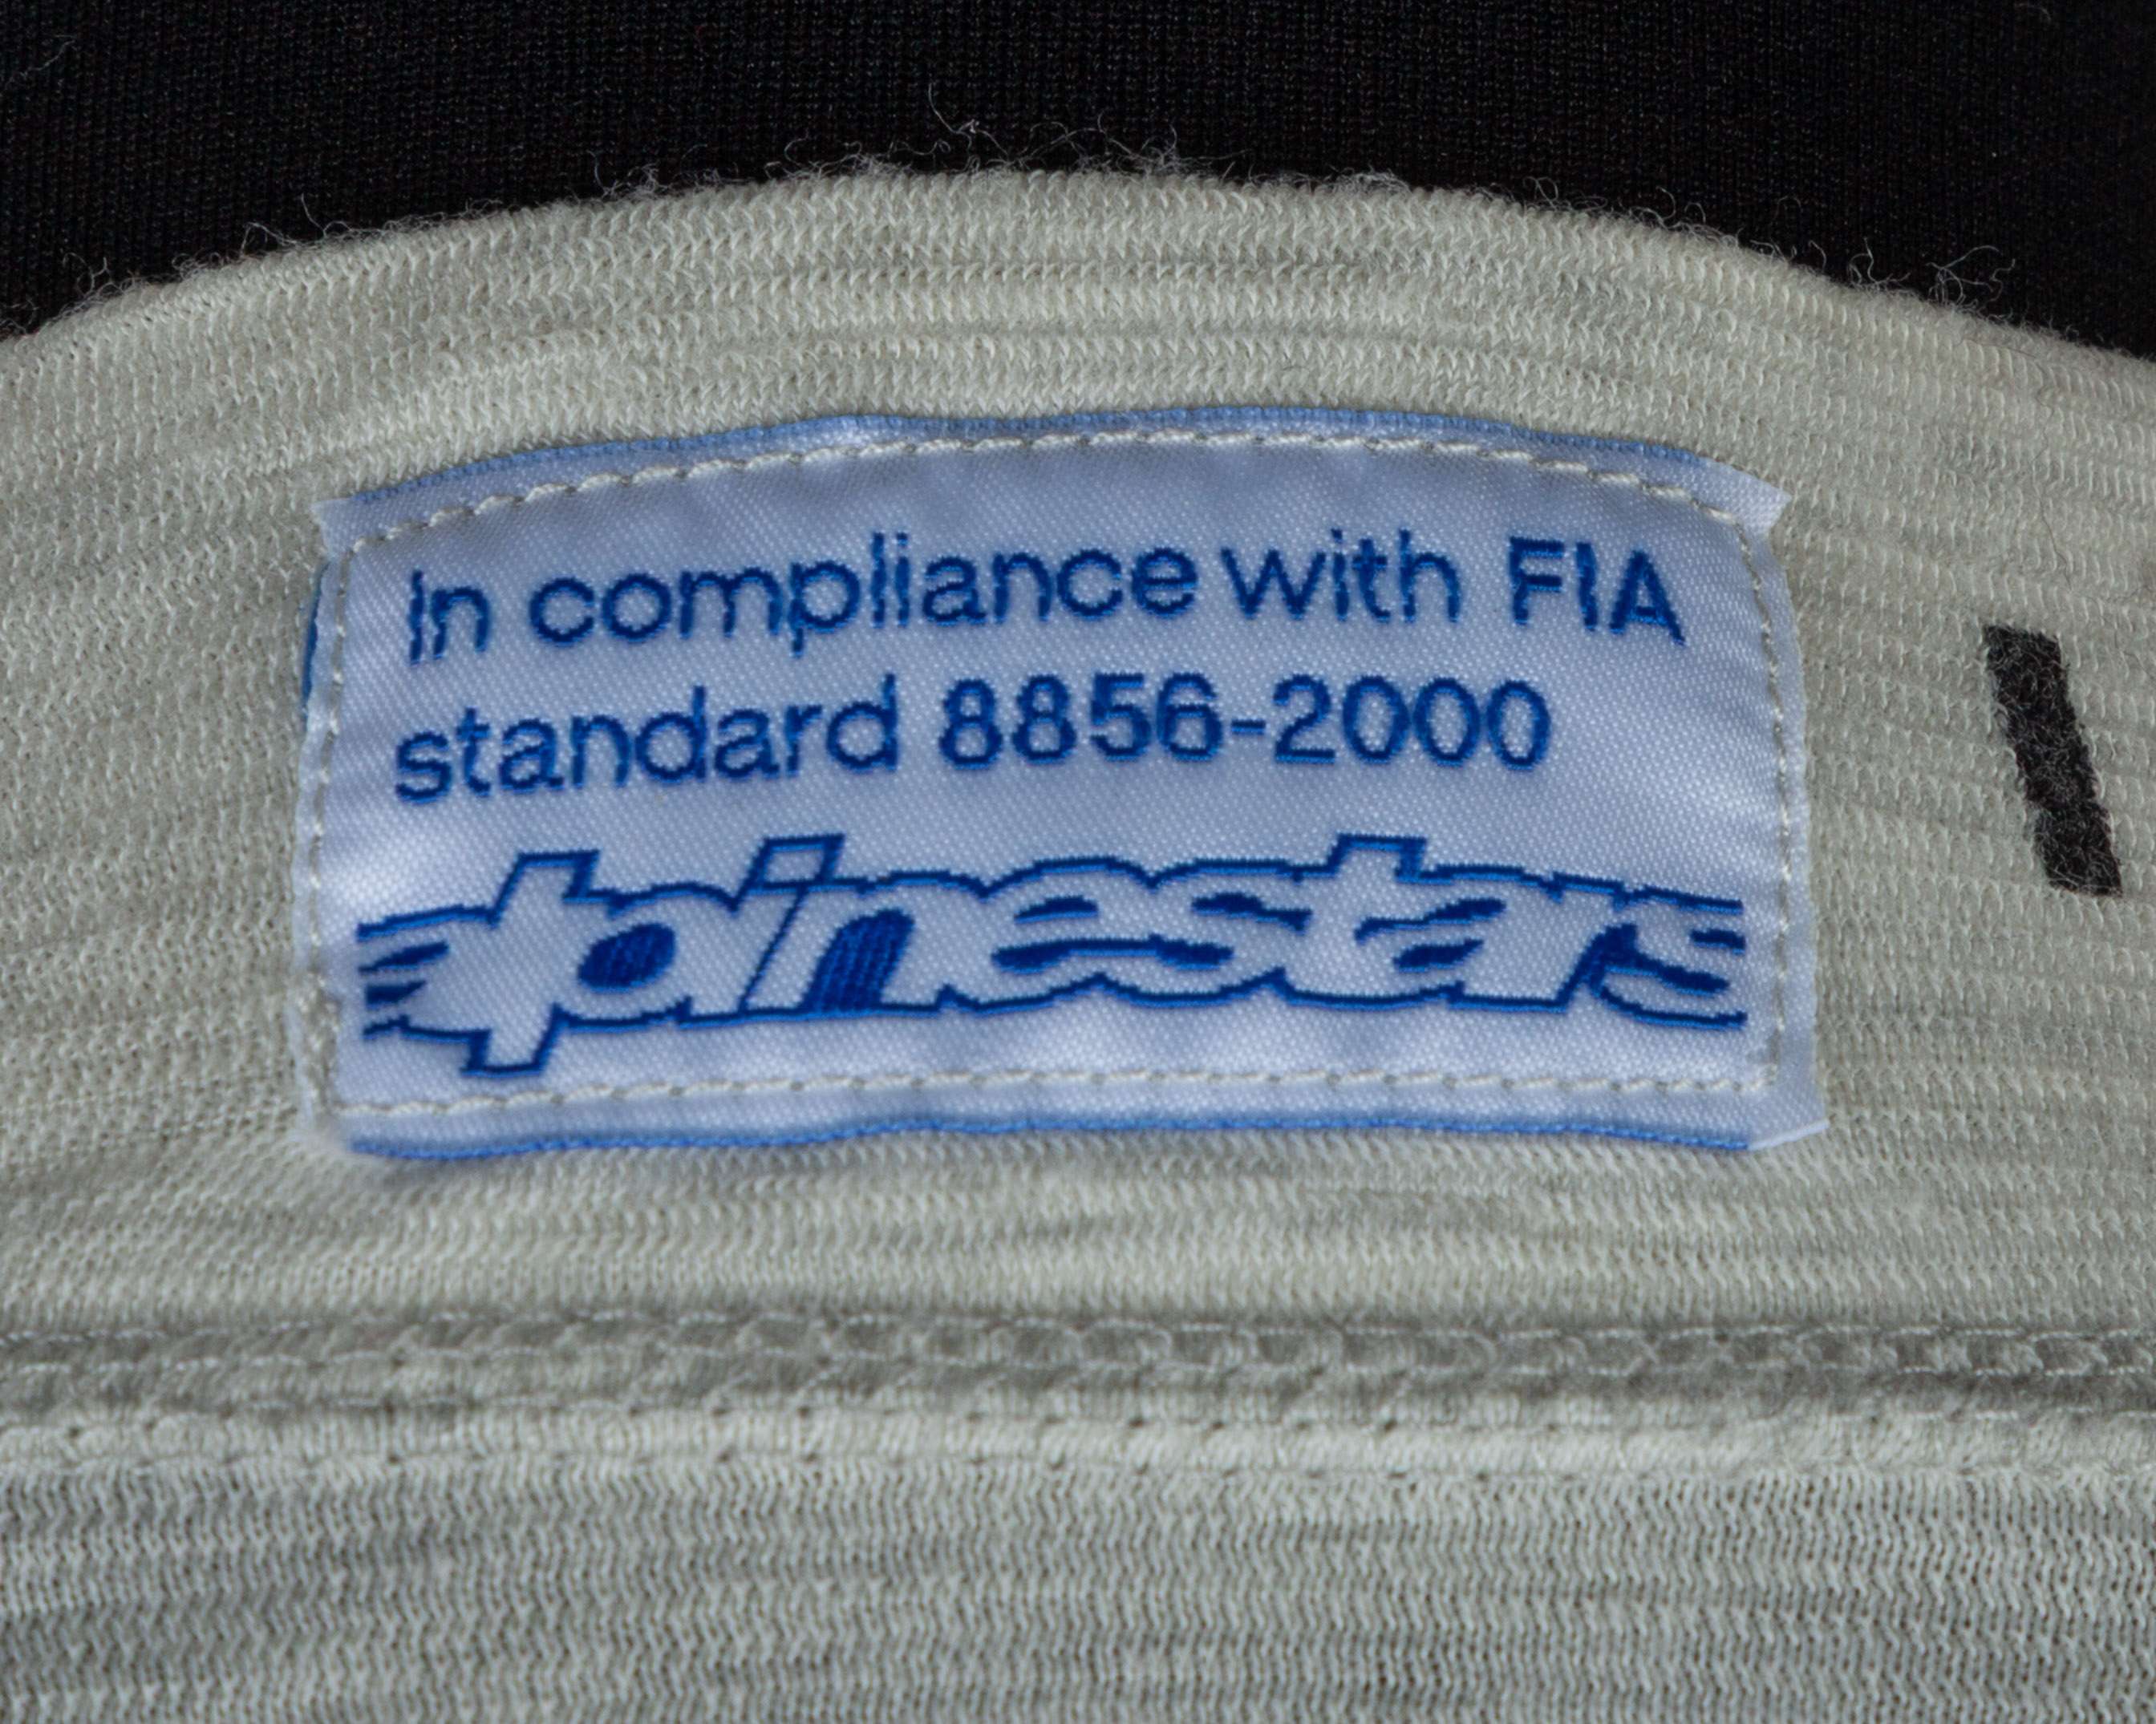 In compliance with FIA
standard 8856-2000
alpinestars